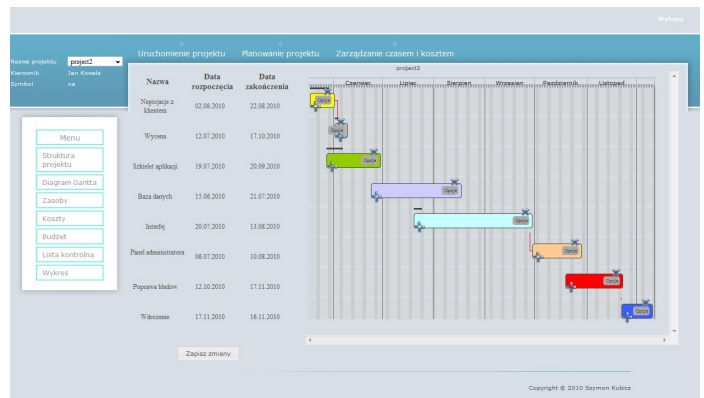 Wyloguj
Uruchomienie projektu Planowanie projektu Zarządzanie czasem i kosztem
Nazwa projektu project2
Kierownik Jan Kowals
Symbol xe
project2
Nazwa Data rozpoczęcia Data zakończenia
Czerwiec Lipiec Sierpien Wrzesien Pazdziernik Listopad
Negocjacje z klientem 02.08.2010 22.08.2010 Opcje
Wycena 12.07.2010 17.10.2010 Opcje
Szkielet aplikacji 19.07.2010 20.09.2010 Opcje
Baza danych 15.06.2010 21.07.2010 Opcje
Interfej 20.07.2010 13.08.2010 Opcje
Panel administratora 06.07.2010 10.08.2010 Opcje
Poprawa bledow 12.10.2010 17.11.2010 Opcje
Wdrozenie 17.11.2010 16.11.2010 Opcje
Menu
Struktura
projektu
Diagram Gantta
Zasoby
Koszty
Budżet
Lista kontrolna
Wykres
Zapisz zmiany
Copyright @ 2010 Szymon Kubicz